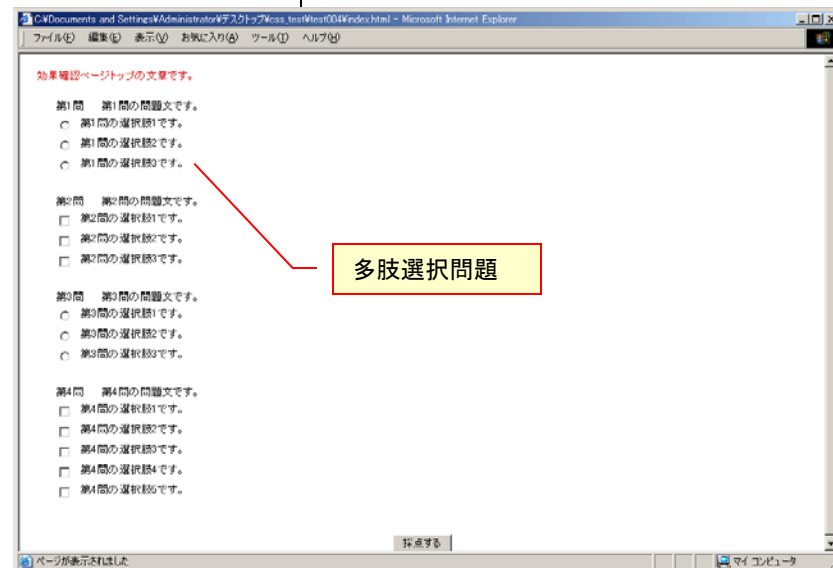 C:¥Documents and Settings¥Administrator¥デスクトップ¥css_test¥test004¥index.html - Microsoft Internet Explorer
ファイル(F) 編集(E) 表示(V) お気に入り(A) ツール(T) ヘルプ(H)
効果確認ページトップの文章です。
第1問 第1問の問題文です。
第1問の選択肢1です。
第1問の選択肢2です。
第1問の選択肢3です。
第2問 第2問の問題文です。
第2問の選択肢1です。
第2問の選択肢2です。
第2問の選択肢3です。
多肢選択問題
第3問 第3問の問題文です。
第3問の選択肢1です。
第3問の選択肢2です。
第3問の選択肢3です。
第4問 第4問の問題文です。
第4問の選択肢1です。
第4問の選択肢2です。
第4問の選択肢3です。
第4問の選択肢4です。
第4問の選択肢5です。
採点する
ページが表示されました マイ コンピュータ